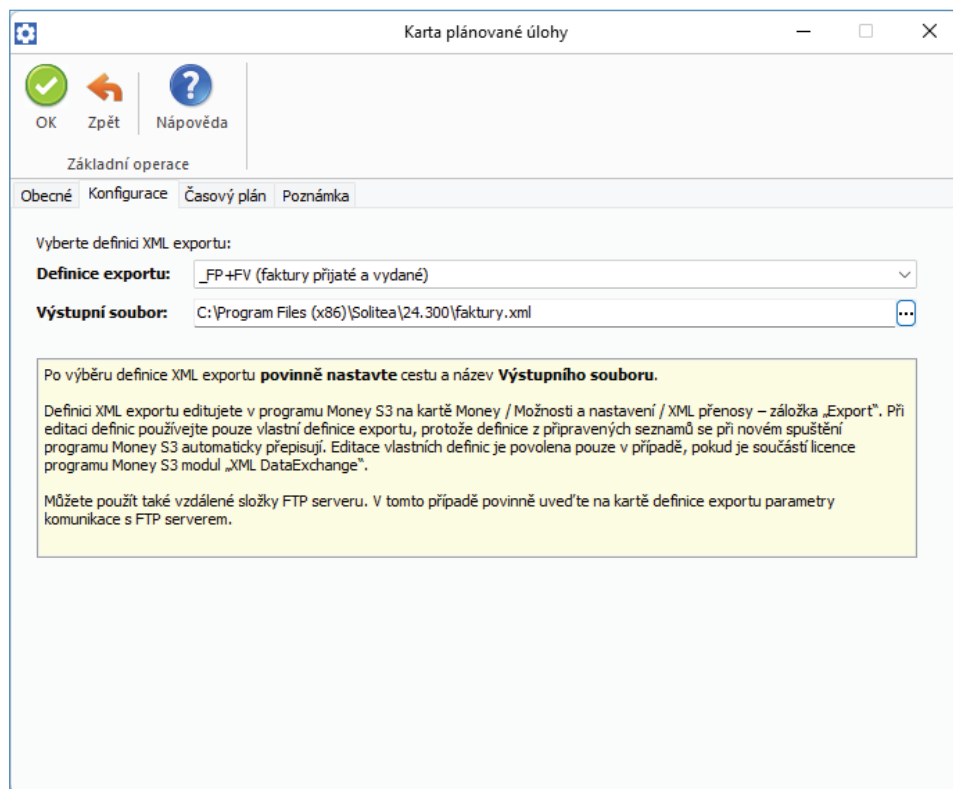 Karta plánované úlohy
OK Zpět Nápověda
Základní operace
Obecné Konfigurace Časový plán Poznámka
Vyberte definici XML exportu:
Definice exportu: _FP+FV (faktury přijaté a vydané)
Výstupní soubor: C:\Program Files (x86)\Solitea\24.300\faktury.xml ...
Po výběru definice XML exportu povinně nastavte cestu a název Výstupního souboru.
Definici XML exportu editujete v programu Money S3 na kartě Money / Možnosti a nastavení / XML přenosy – záložka „Export“. Při
editaci definic používejte pouze vlastní definice exportu, protože definice z připravených seznamů se při novém spuštění
programu Money S3 automaticky přepisují. Editace vlastních definic je povolena pouze v případě, pokud je součástí licence
programu Money S3 modul „XML DataExchange“.
Můžete použít také vzdálené složky FTP serveru. V tomto případě povinně uveďte na kartě definice exportu parametry
komunikace s FTP serverem.